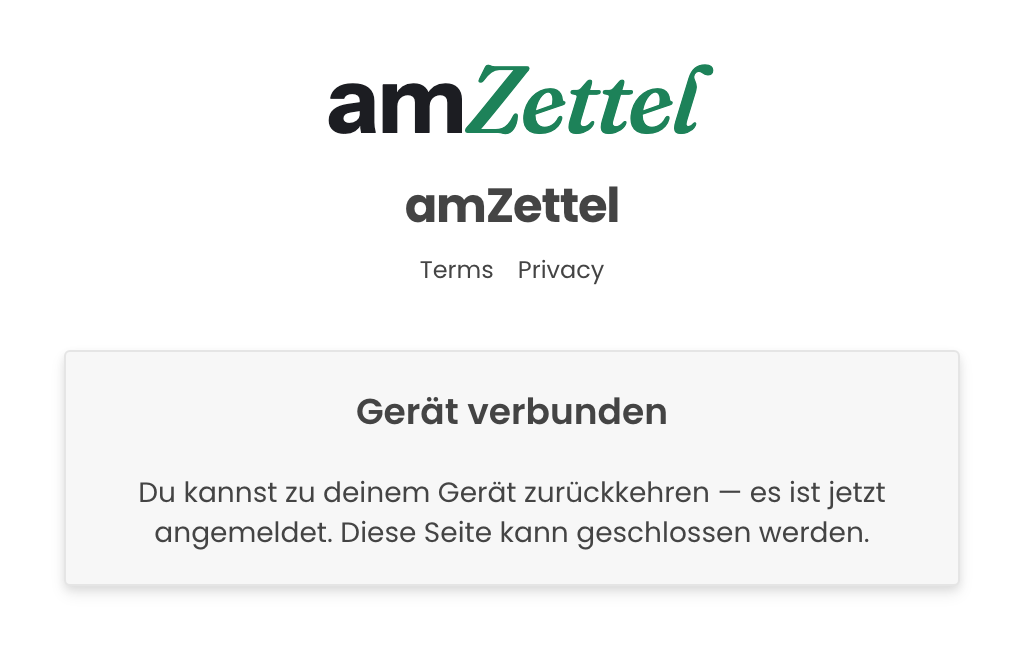 amZettel
amZettel
Terms Privacy
Gerät verbunden
Du kannst zu deinem Gerät zurückkehren — es ist jetzt
angemeldet. Diese Seite kann geschlossen werden.